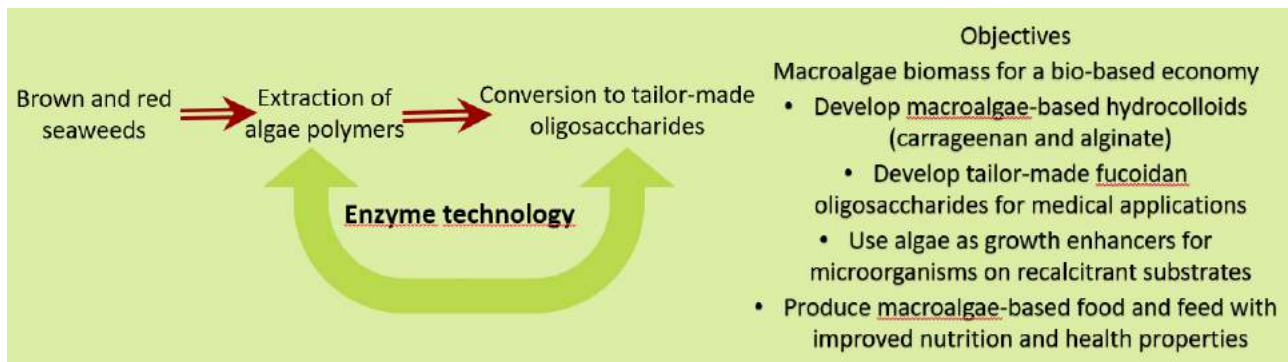 Brown and red
seaweeds
Extraction of
algae polymers
Conversion to tailor-made
oligosaccharides
Enzyme technology
Objectives
Macroalgae biomass for a bio-based economy
• Develop macroalgae-based hydrocolloids
(carrageenan and alginate)
• Develop tailor-made fucoidan
oligosaccharides for medical applications
• Use algae as growth enhancers for
microorganisms on recalcitrant substrates
• Produce macroalgae-based food and feed with
improved nutrition and health properties